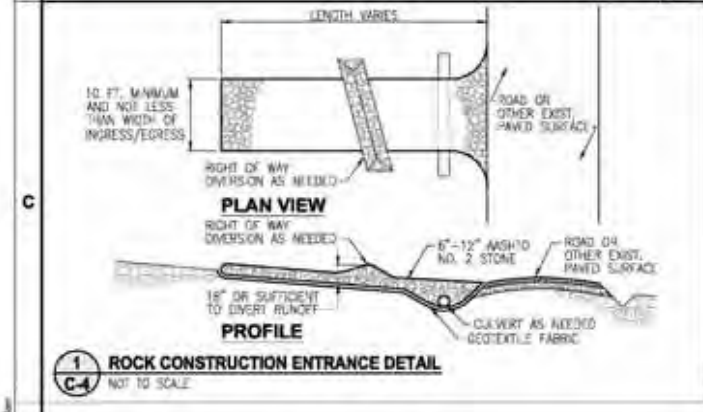 LENGTH VARIES
10 FT. MINIMUM
AND NOT LESS
THAN WIDTH OF
INGRESS/EGRESS
ROAD OR
OTHER EXIST.
PAVED SURFACE
RIGHT OF WAY
DIVERSION AS NEEDED
PLAN VIEW
C
RIGHT OF WAY
DIVERSION AS NEEDED
6"-12" AASHTO
NO. 2 STONE
ROAD OR
OTHER EXIST.
PAVED SURFACE
18" OR SUFFICIENT
TO DIVERT RUNOFF
PROFILE
CULVERT AS NEEDED
GEOTEXTILE FABRIC
1
C-4
ROCK CONSTRUCTION ENTRANCE DETAIL
NOT TO SCALE